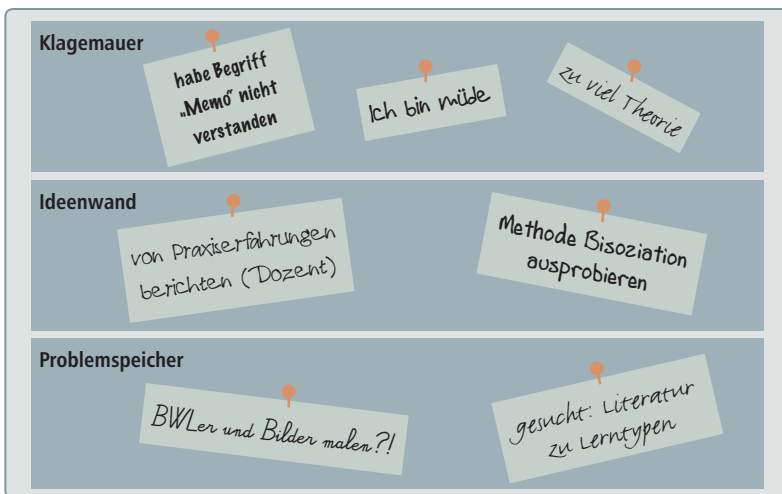 Klagemauer
habe Begriff
„Memo“ nicht
verstanden
Ich bin müde
zu viel Theorie
Ideenwand
von Praxiserfahrungen
berichten (Dozent)
Methode Bisoziation
ausprobieren
Problemspeicher
BWLer und Bilder malen?!
gesucht: Literatur
zu Lerntypen